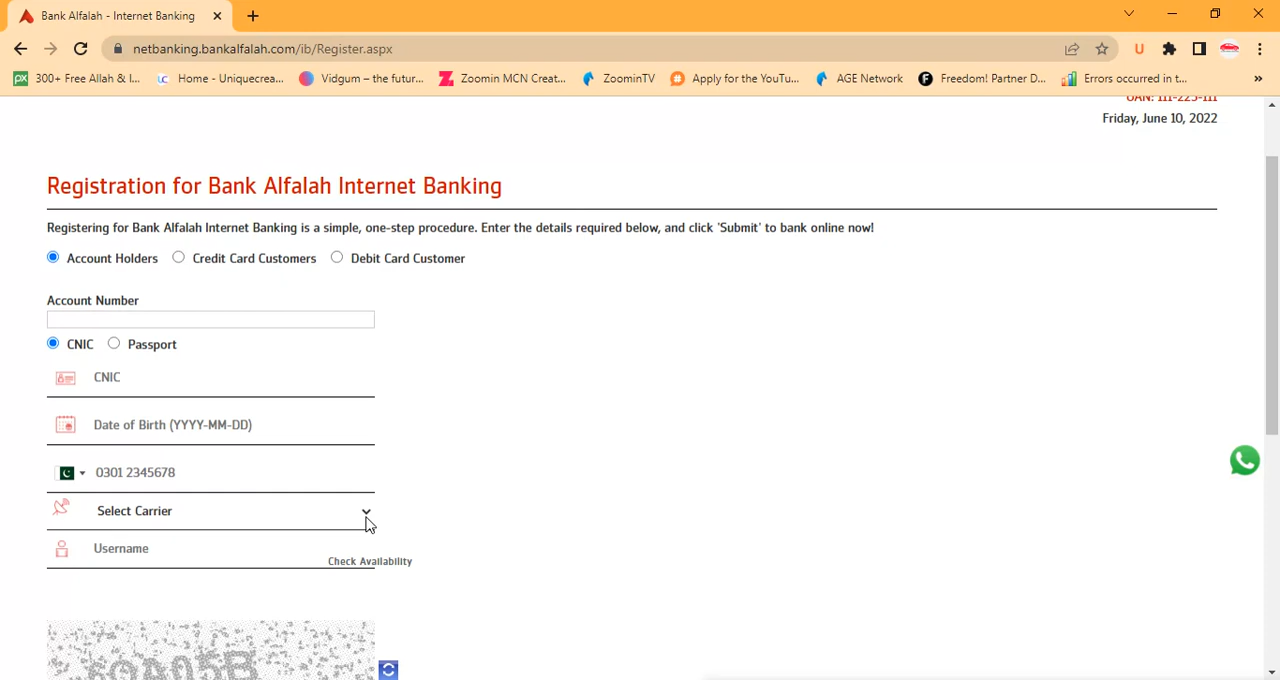 Bank Alfalah - Internet Banking
netbanking.bankalfalah.com/ib/Register.aspx
300+ Free Allah & I... Home - Uniquecrea... Vidgum – the futur... Zoomin MCN Creat... ZoominTV Apply for the YouTu... AGE Network Freedom! Partner D... Errors occurred in t... »
UAN: 111-225-111
Friday, June 10, 2022
Registration for Bank Alfalah Internet Banking
Registering for Bank Alfalah Internet Banking is a simple, one-step procedure. Enter the details required below, and click 'Submit' to bank online now!
Account Holders Credit Card Customers Debit Card Customer
Account Number
CNIC Passport
CNIC
Date of Birth (YYYY-MM-DD)
0301 2345678
Select Carrier
Username
Check Availability